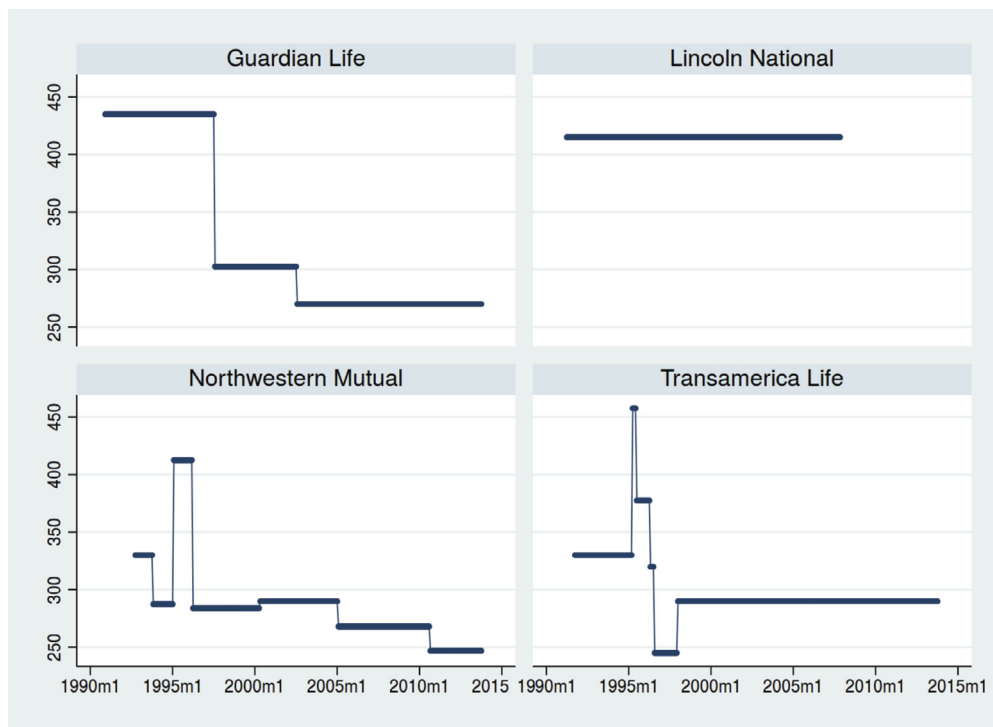 Guardian Life
Lincoln National
450
400
350
300
250
Northwestern Mutual
Transamerica Life
450
400
350
300
250
1990m1 1995m1 2000m1 2005m1 2010m1 2015
1990m1 1995m1 2000m1 2005m1 2010m1 2015m1